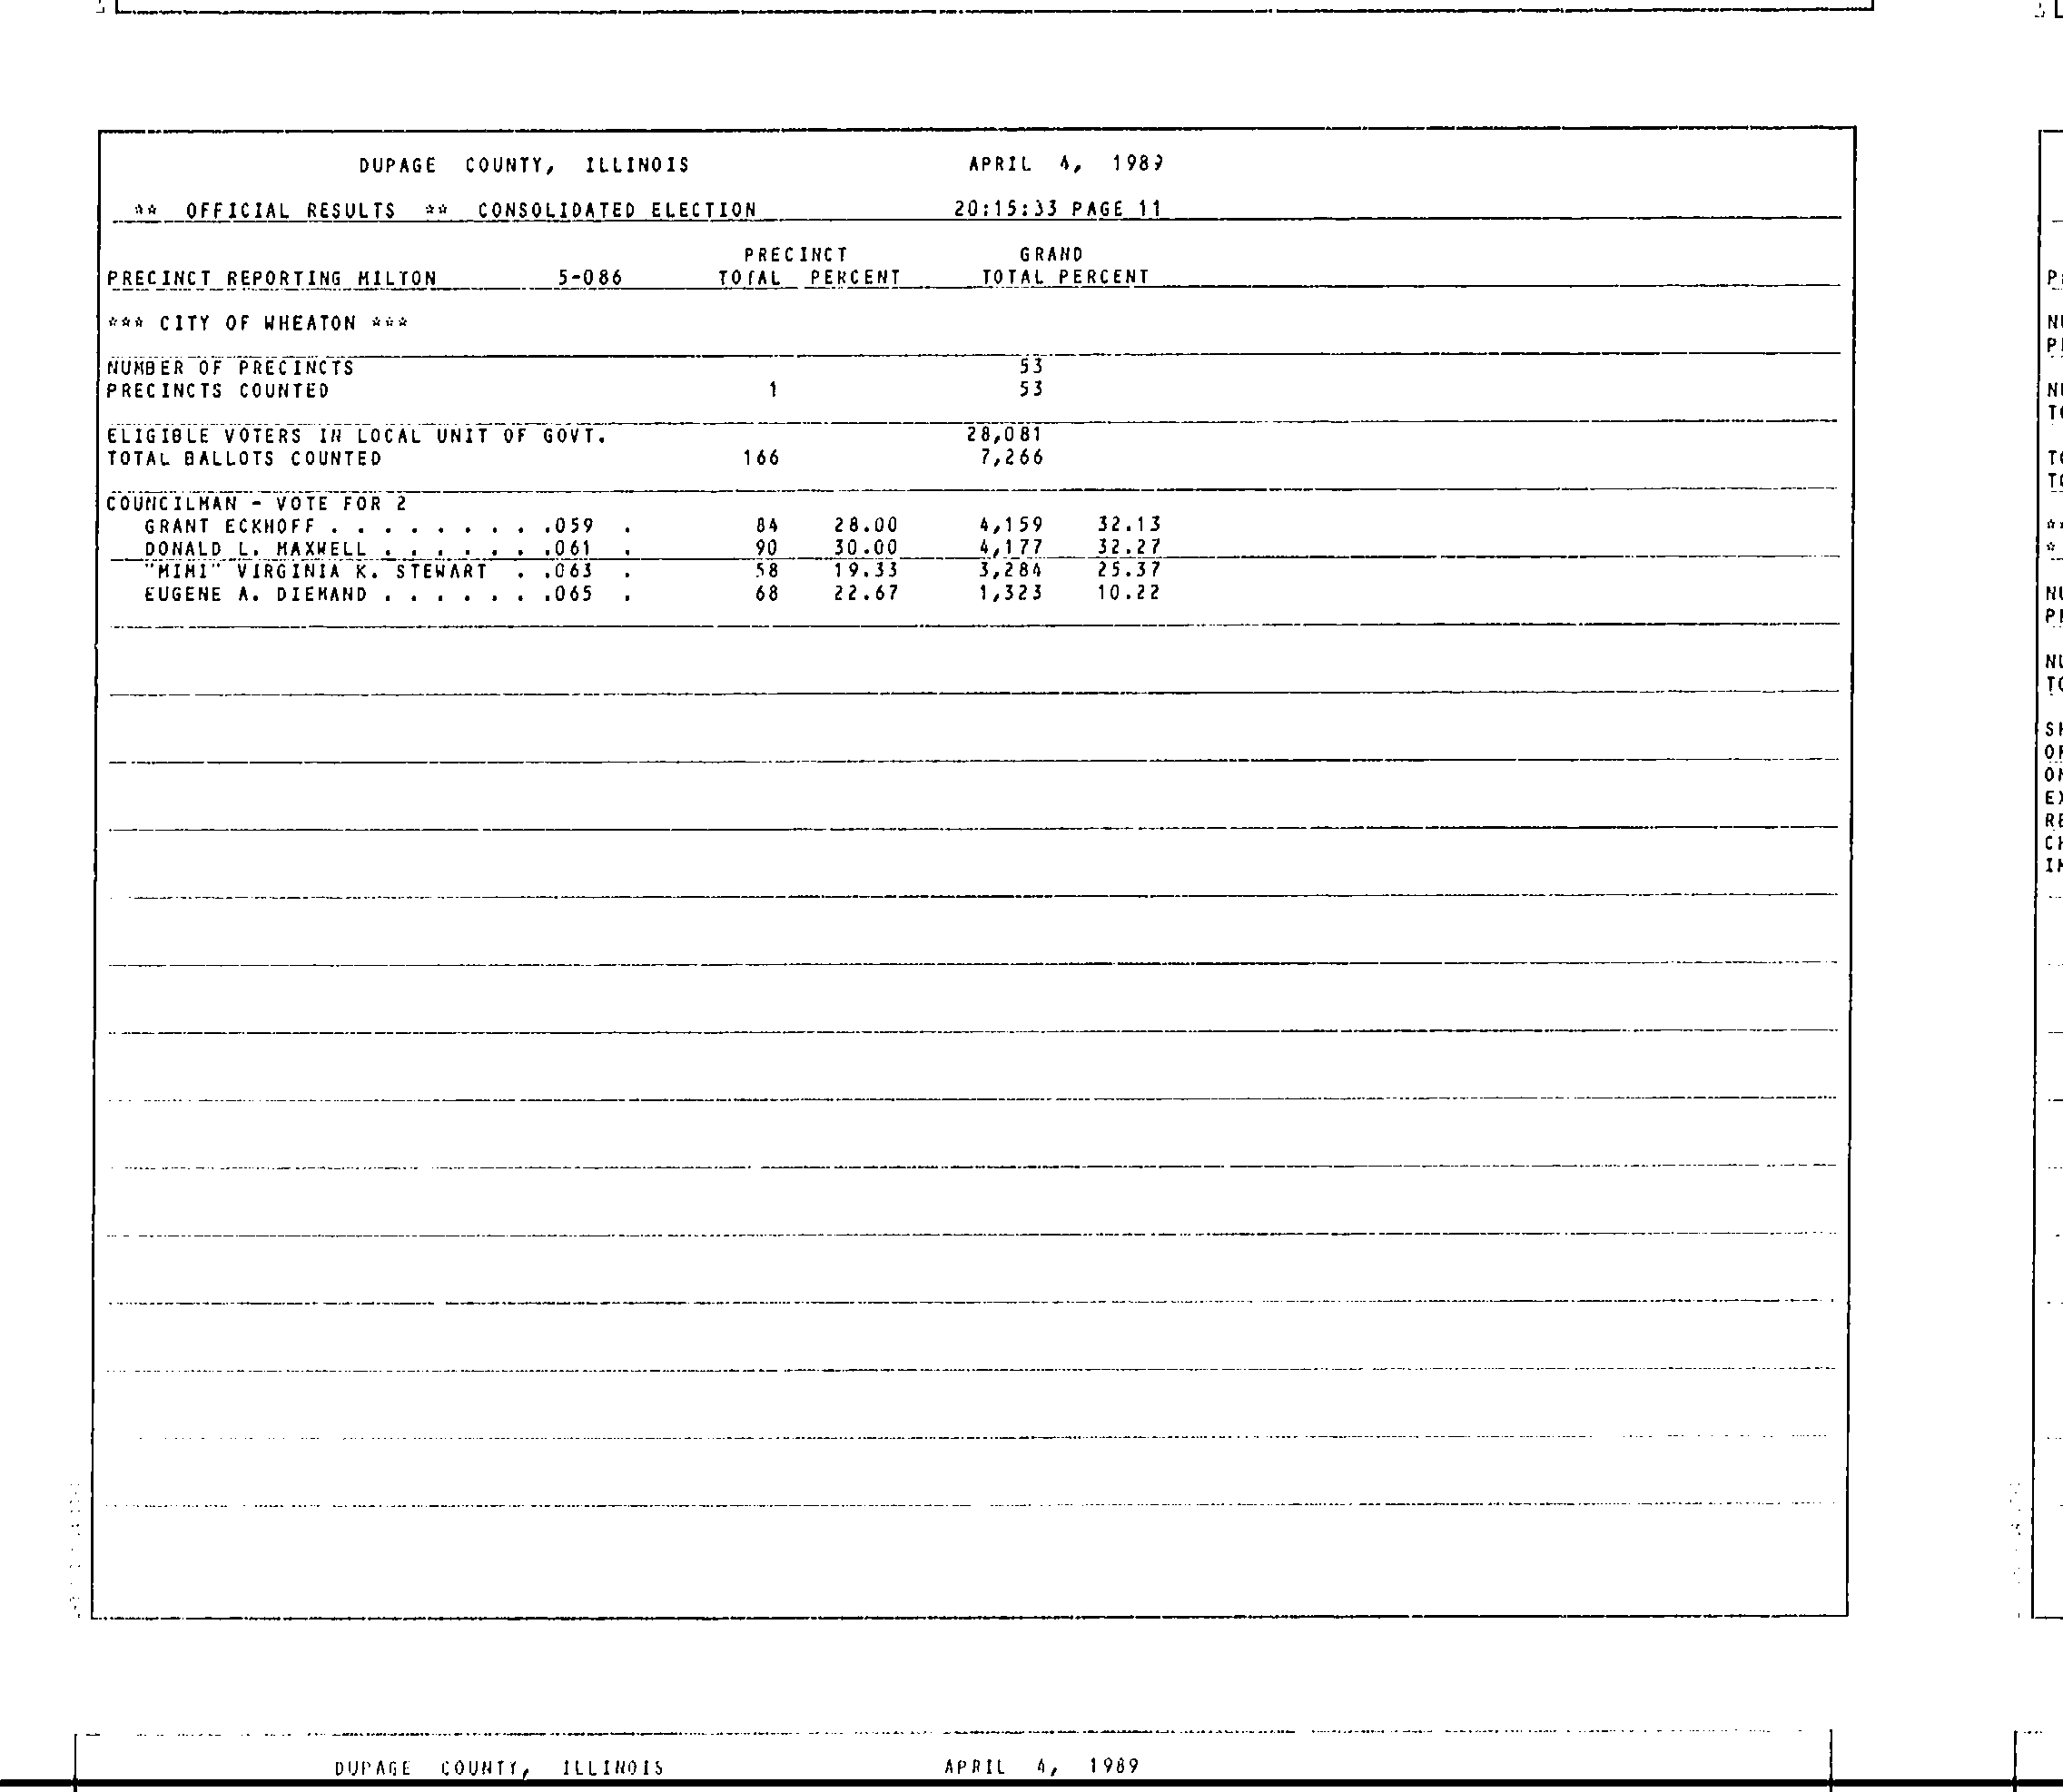 DUPAGE COUNTY, ILLINOIS APRIL 4, 1989
** OFFICIAL RESULTS ** CONSOLIDATED ELECTION 20:15:33 PAGE 11
PRECINCT GRAND
PRECINCT REPORTING MILTON 5-086 TOTAL PERCENT TOTAL PERCENT
*** CITY OF WHEATON ***
NUMBER OF PRECINCTS 53
PRECINCTS COUNTED 1 53
ELIGIBLE VOTERS IN LOCAL UNIT OF GOVT. 28,081
TOTAL BALLOTS COUNTED 166 7,266
COUNCILMAN - VOTE FOR 2
GRANT ECKHOFF . . . . . . . . .059 . 84 28.00 4,159 32.13
DONALD L. MAXWELL . . . . . . .061 . 90 30.00 4,177 32.27
"MIMI" VIRGINIA K. STEWART . .063 . 58 19.33 3,284 25.37
EUGENE A. DIEMAND . . . . . . .065 . 68 22.67 1,323 10.22
DUPAGE COUNTY, ILLINOIS APRIL 4, 1989